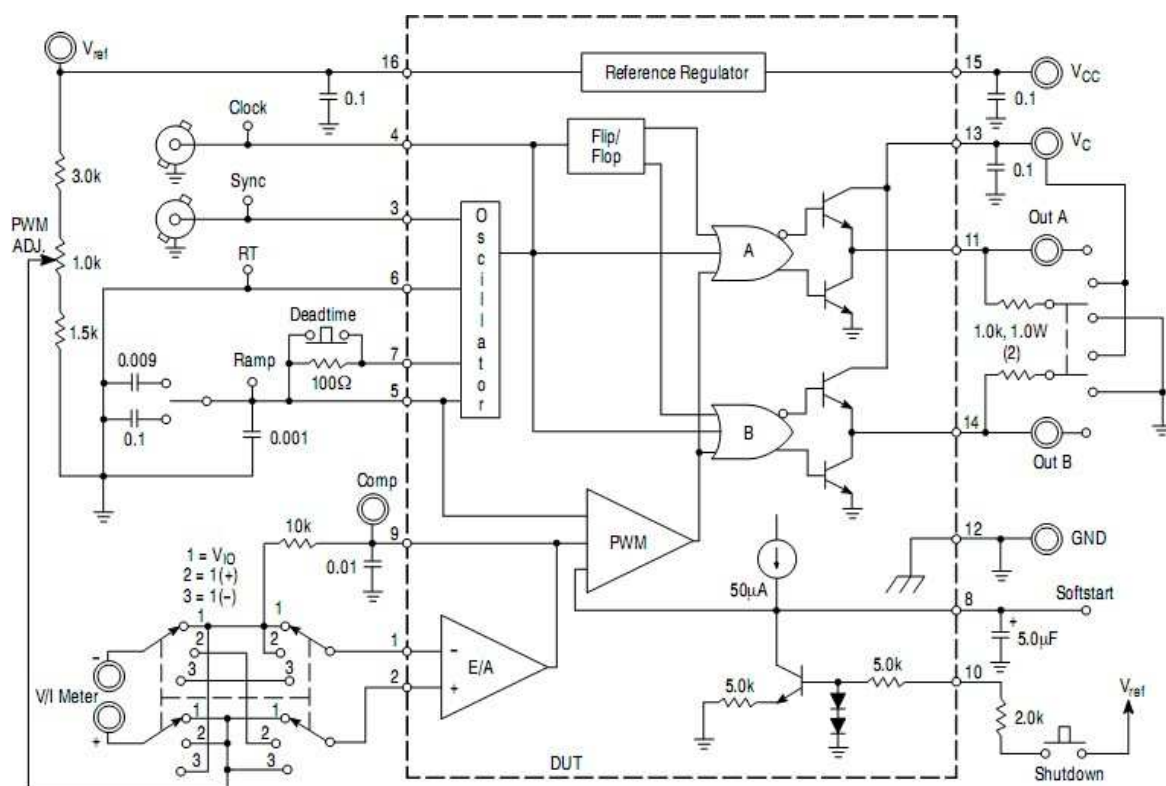 Vref
16
Reference Regulator
15
VCC
0.1
0.1
Clock
4
Flip/
Flop
13
VC
3.0k
Sync
0.1
3
Oscillator
PWM
ADJ.
1.0k
RT
6
A
11
Out A
1.5k
Deadtime
7
1.0k, 1.0W
(2)
0.009
Ramp
100Ω
5
0.1
0.001
B
14
Out B
Comp
10k
9
PWM
12
GND
1 = VIO
2 = 1(+)
3 = 1(-)
0.01
50μA
8
Softstart
1
1
2
2
3
3
1
-
E/A
+
2
5.0μF
+
-
V/I Meter
+
1
1
2
2
3
3
5.0k
5.0k
10
Vref
2.0k
DUT
Shutdown